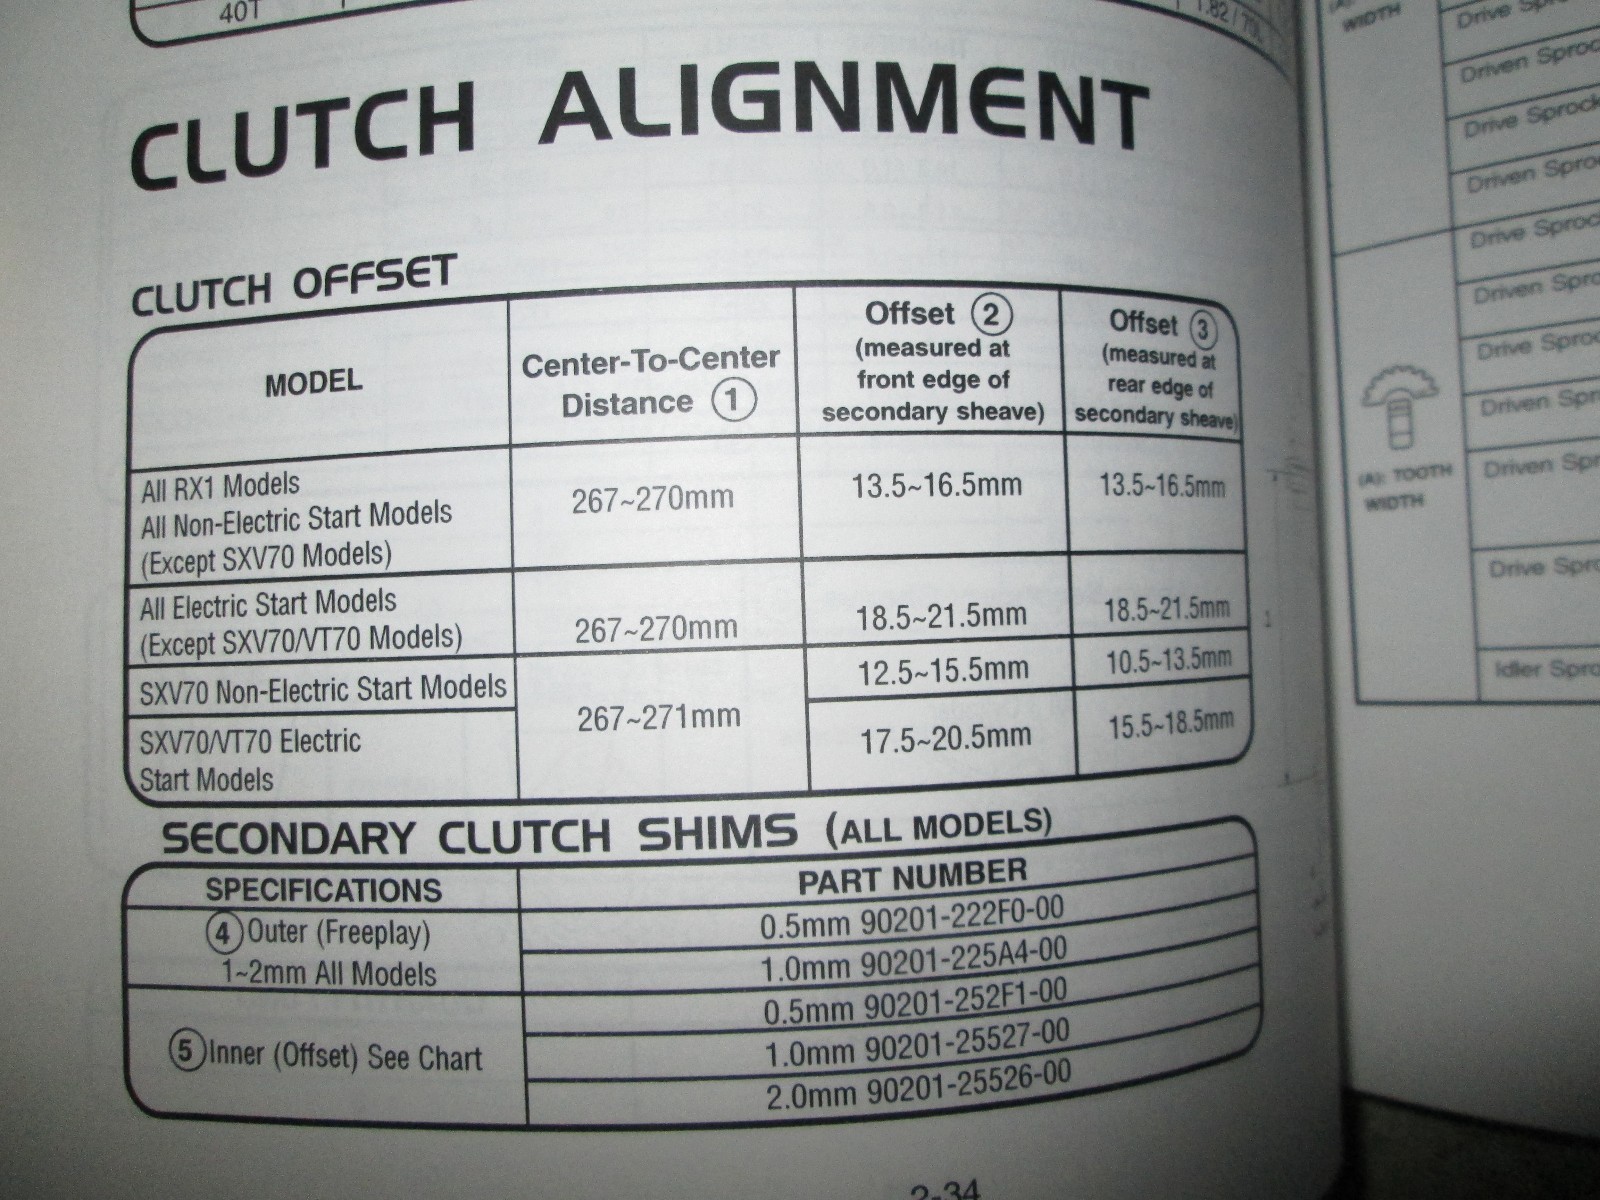 40T
1.82 / 70L
CLUTCH ALIGNMENT
CLUTCH OFFSET
MODEL
Center-To-Center
Distance ①
Offset ②
(measured at
front edge of
secondary sheave)
Offset ③
(measured at
rear edge of
secondary sheave)
All RX1 Models
All Non-Electric Start Models
(Except SXV70 Models)
267~270mm
13.5~16.5mm
13.5~16.5mm
All Electric Start Models
(Except SXV70/VT70 Models)
267~270mm
18.5~21.5mm
18.5~21.5mm
SXV70 Non-Electric Start Models
267~271mm
12.5~15.5mm
10.5~13.5mm
SXV70/VT70 Electric
Start Models
17.5~20.5mm
15.5~18.5mm
SECONDARY CLUTCH SHIMS (ALL MODELS)
SPECIFICATIONS
PART NUMBER
④ Outer (Freeplay)
1~2mm All Models
0.5mm 90201-222F0-00
1.0mm 90201-225A4-00
⑤ Inner (Offset) See Chart
0.5mm 90201-252F1-00
1.0mm 90201-25527-00
2.0mm 90201-25526-00
2-34
WIDTH
Drive Sp
Driven Sproc
Drive Sprock
Driven Spro
Drive Sproc
Driven Spro
Drive Sproc
Driven Spr
(A): TOOTH
WIDTH
Driven Spr
Drive Spro
Idler Spro